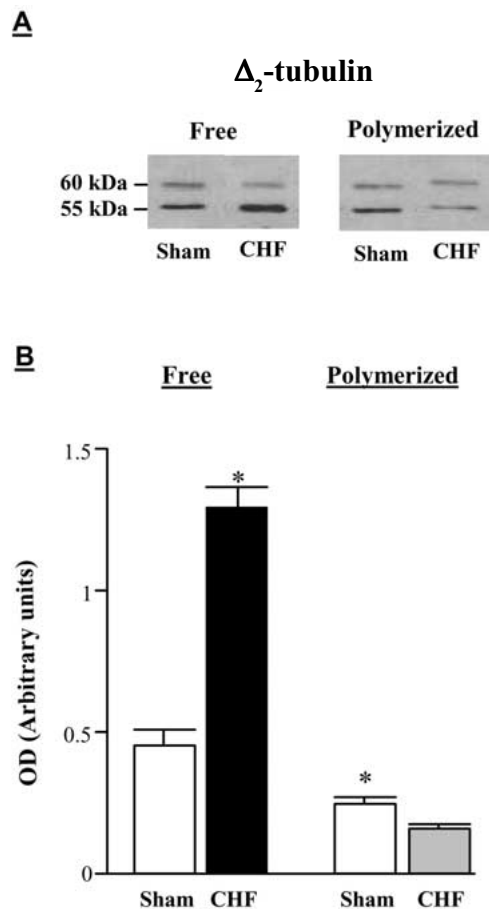 A
Δ₂-tubulin
Free Polymerized
60 kDa
55 kDa
Sham CHF Sham CHF
B
Free Polymerized
1.5
*
1
OD (Arbitrary units)
0.5
*
0
Sham CHF Sham CHF